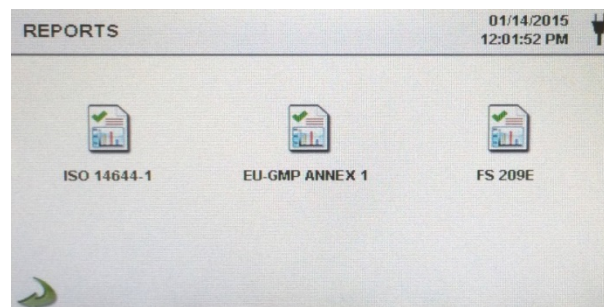 REPORTS
01/14/2015
12:01:52 PM
ISO 14644-1
EU-GMP ANNEX 1
FS 209E